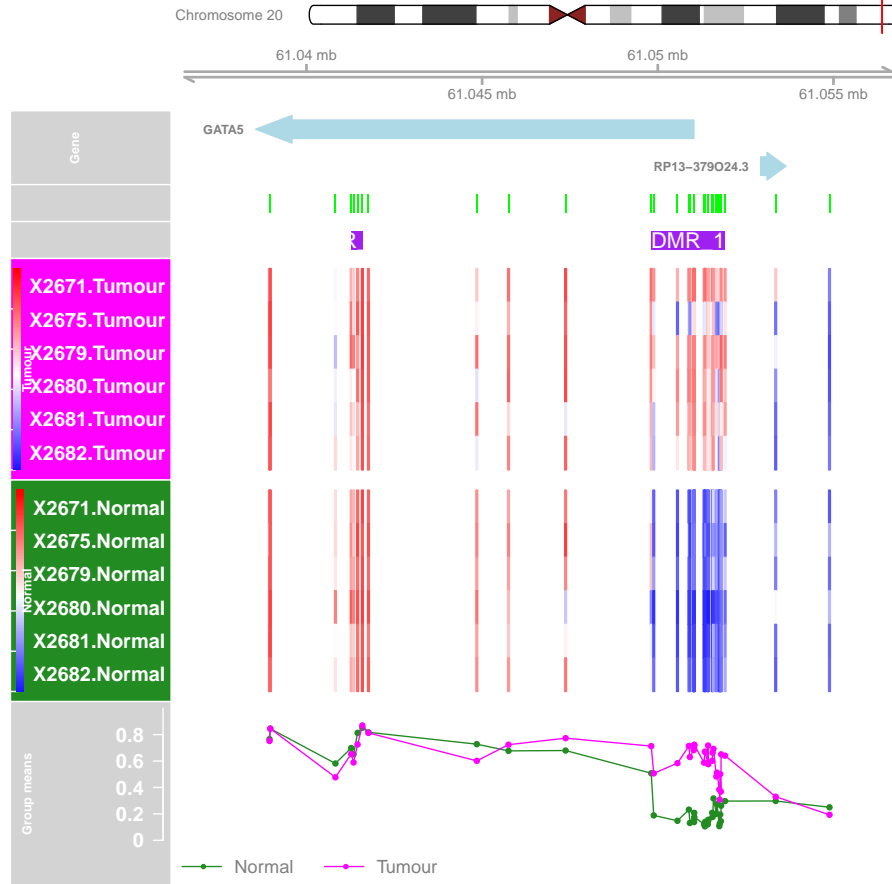 Chromosome 20
61.04 mb
61.05 mb
61.045 mb
61.055 mb
Gene
GATA5
RP13−379O24.3
R
DMR_1
Tumour
X2671.Tumour
X2675.Tumour
X2679.Tumour
X2680.Tumour
X2681.Tumour
X2682.Tumour
Normal
X2671.Normal
X2675.Normal
X2679.Normal
X2680.Normal
X2681.Normal
X2682.Normal
Group means
0.8
0.6
0.4
0.2
0
Normal
Tumour